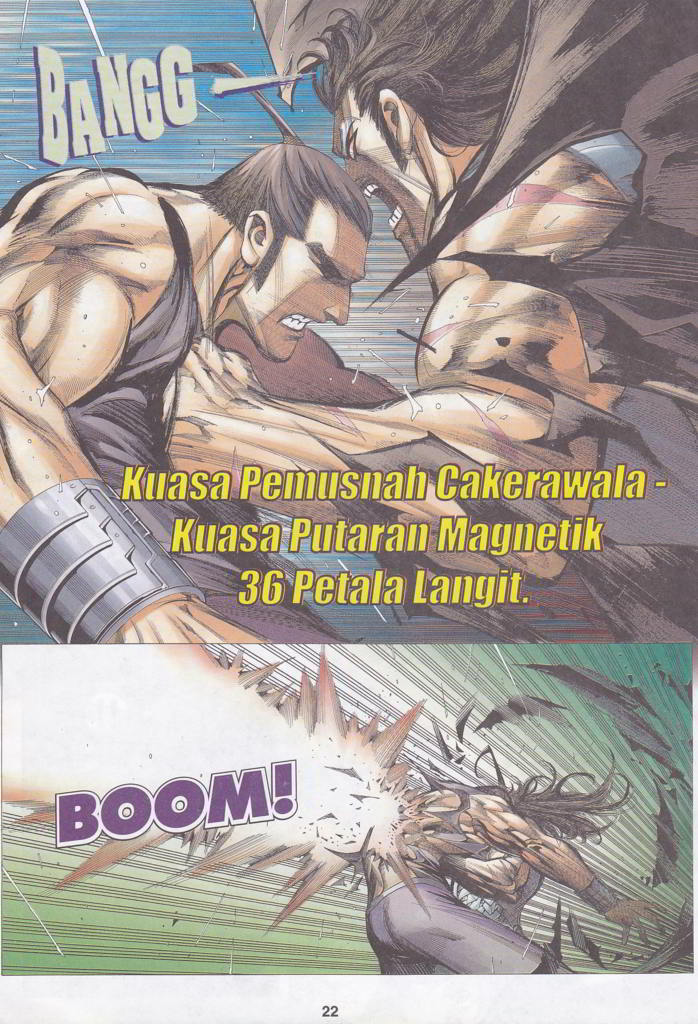 BANGG
Kuasa Pemusnah Cakerawala -
Kuasa Putaran Magnetik
36 Petala Langit.
BOOM!
22